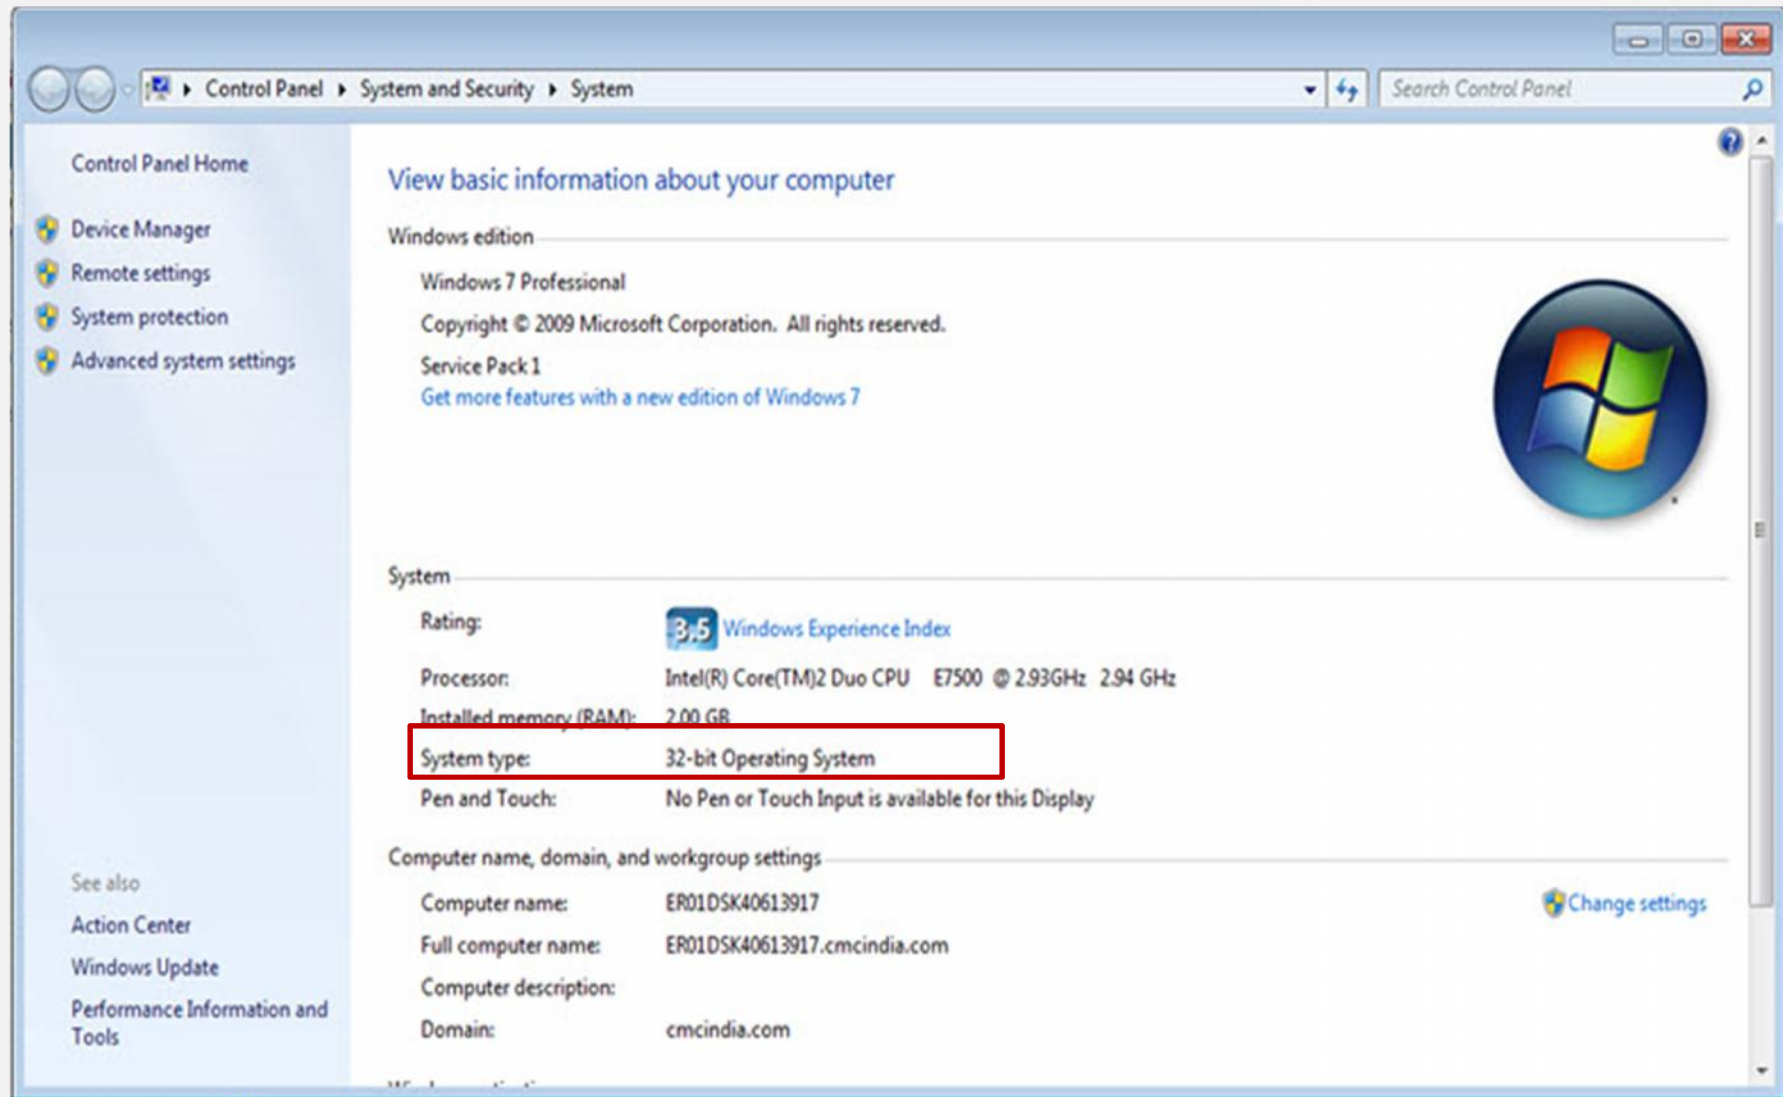 Control Panel System and Security System
Search Control Panel
Control Panel Home
Device Manager
Remote settings
System protection
Advanced system settings
See also
Action Center
Windows Update
Performance Information and
Tools
View basic information about your computer
Windows edition
Windows 7 Professional
Copyright © 2009 Microsoft Corporation. All rights reserved.
Service Pack 1
Get more features with a new edition of Windows 7
System
Rating: 3.5 Windows Experience Index
Processor: Intel(R) Core(TM)2 Duo CPU E7500 @ 2.93GHz 2.94 GHz
Installed memory (RAM): 2.00 GB
System type: 32-bit Operating System
Pen and Touch: No Pen or Touch Input is available for this Display
Computer name, domain, and workgroup settings
Computer name: ER01DSK40613917
Change settings
Full computer name: ER01DSK40613917.cmcindia.com
Computer description:
Domain: cmcindia.com